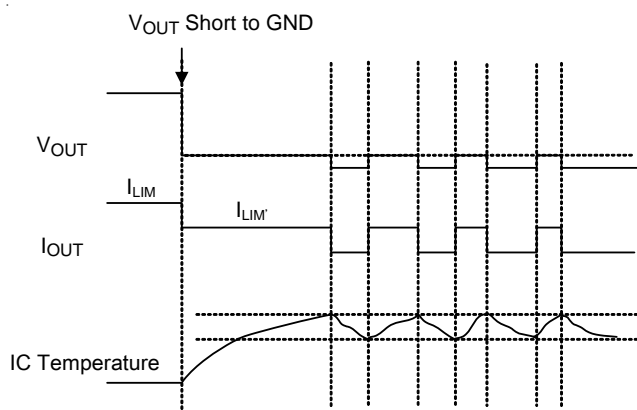 VOUT Short to GND
VOUT
ILIM
ILIM'
IOUT
IC Temperature